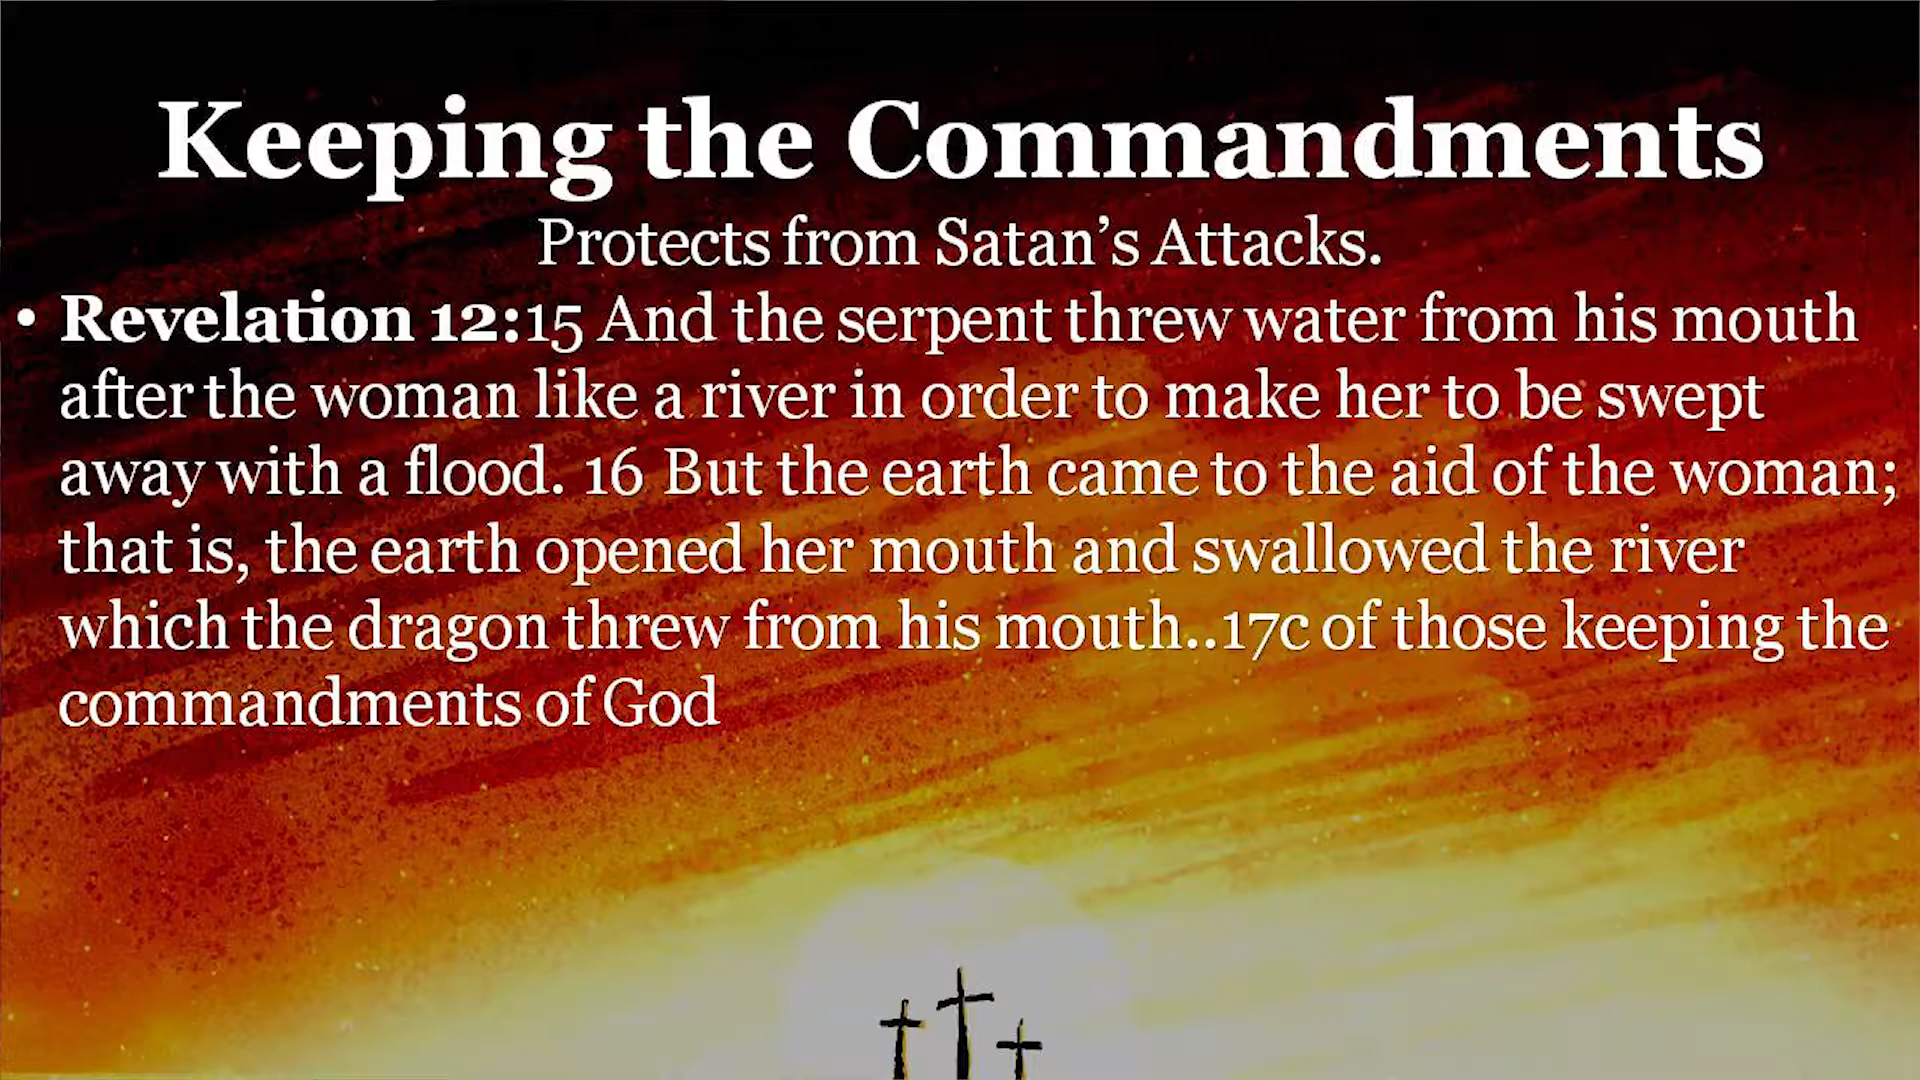 Keeping the Commandments
Protects from Satan’s Attacks.
• Revelation 12:15 And the serpent threw water from his mouth
after the woman like a river in order to make her to be swept
away with a flood. 16 But the earth came to the aid of the woman;
that is, the earth opened her mouth and swallowed the river
which the dragon threw from his mouth..17c of those keeping the
commandments of God